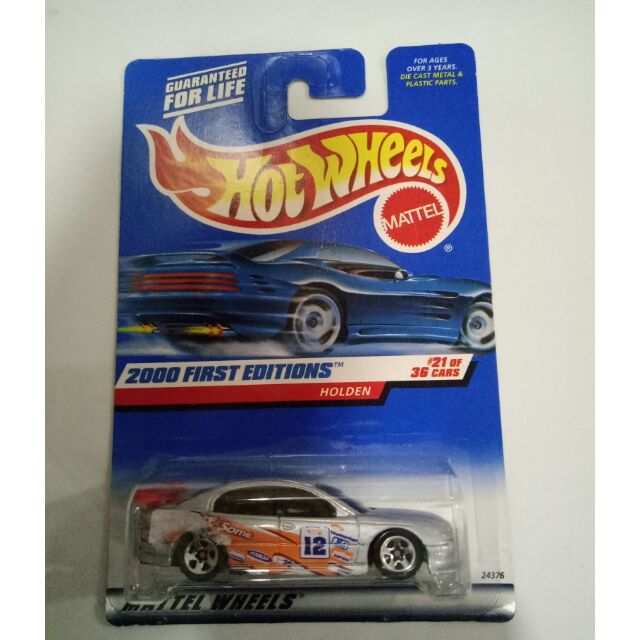 GUARANTEED
FOR LIFE
FOR AGES
OVER 3 YEARS.
DIE CAST METAL &
PLASTIC PARTS.
HOT WHEELS
MATTEL
®
2000 FIRST EDITIONS™
#21 OF
36 CARS
HOLDEN
Some
12
24376
MATTEL WHEELS